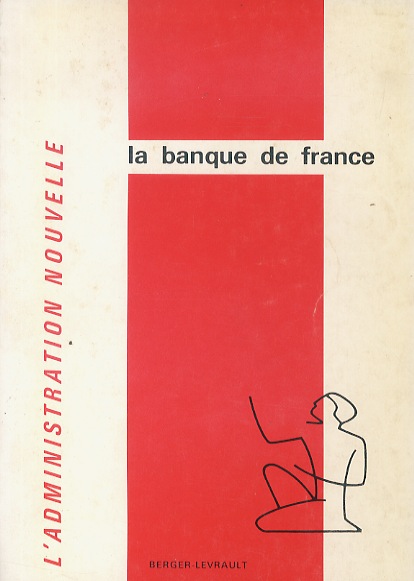 L'ADMINISTRATION NOUVELLE
la banque de france
BERGER-LEVRAULT